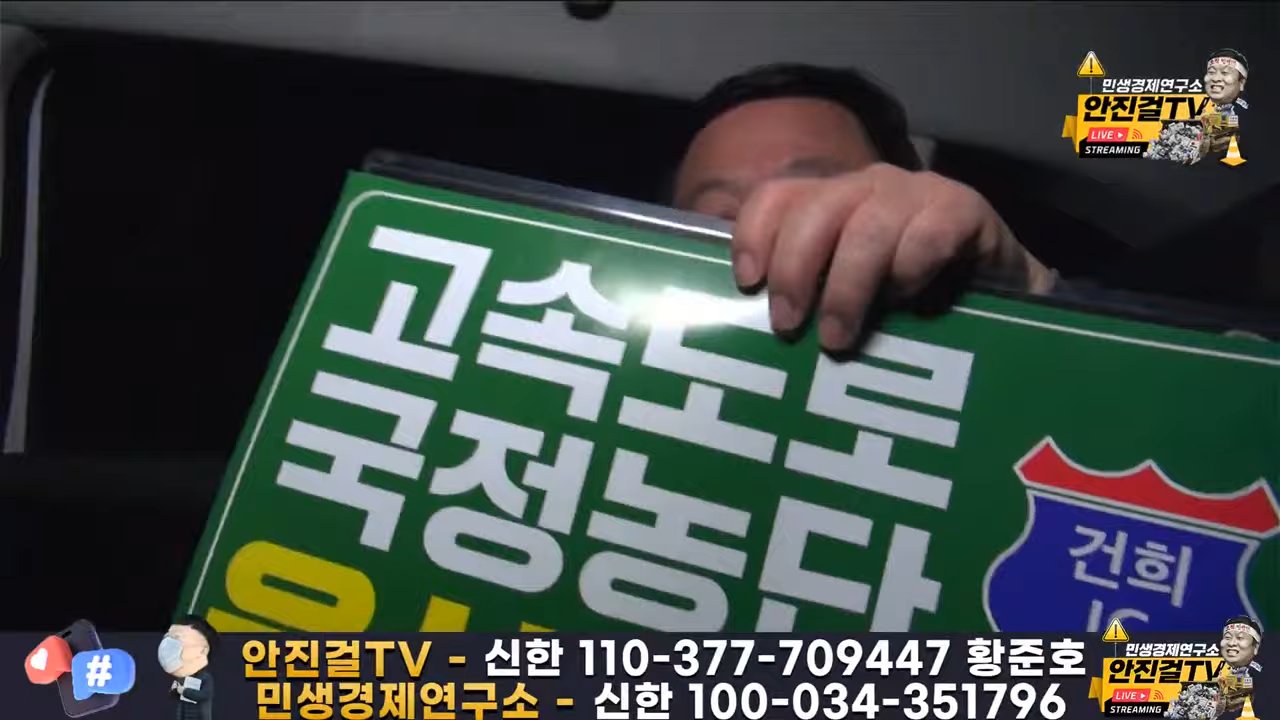 민생경제연구소
안진걸TV
LIVE
STREAMING
고속도로
국정농단
건희
IC
안진걸TV - 신한 110-377-709447 황준호
민생경제연구소 - 신한 100-034-351796
#
민생경제연구소
안진걸TV
LIVE
STREAMING